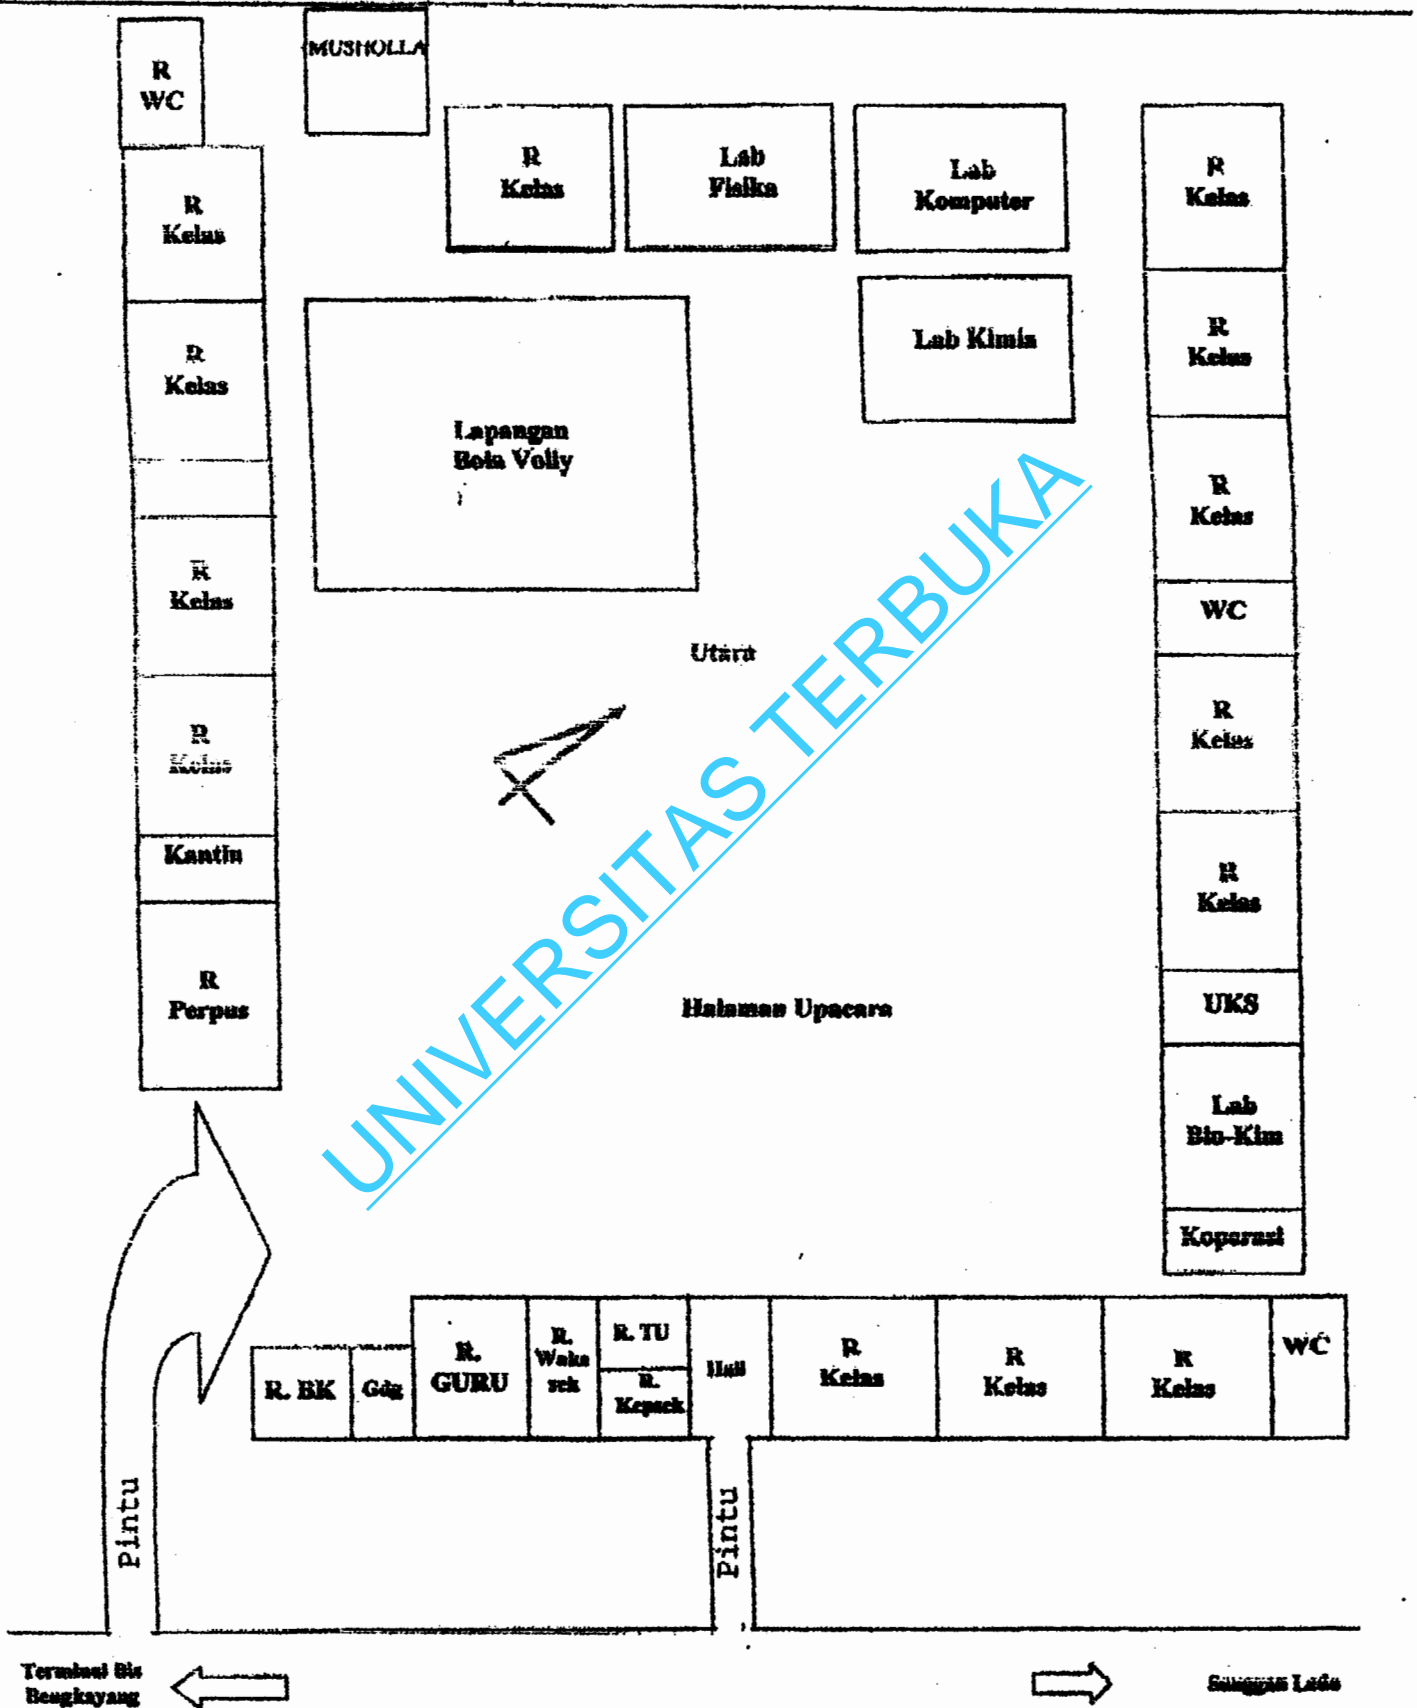 R
WC
MUSHOLLA
R
Kelas
Lab
Fisika
Lab
Komputer
R
Kelas
R
Kelas
Lab Kimia
R
Kelas
R
Kelas
Lapangan
Bola Volly
R
Kelas
R
Kelas
WC
Utara
R
Kelas
R
Kelas
Kantin
R
Kelas
R
Perpus
Halaman Upacara
UKS
Lab
Bio-Kim
Koperasi
R. BK
Gdg
R.
GURU
R.
Waka
sek
R. TU
R.
Kepsek
Hall
R
Kelas
R
Kelas
R
Kelas
WC
Pintu
Pintu
Terminal Bis
Bengkayang
Sanggau Ledo
UNIVERSITAS TERBUKA